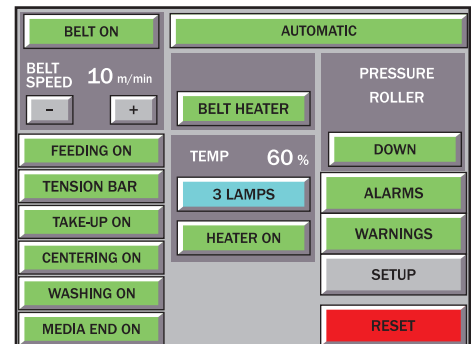 BELT ON
AUTOMATIC
BELT
SPEED 10 m/min
- +
FEEDING ON
TENSION BAR
TAKE-UP ON
CENTERING ON
WASHING ON
MEDIA END ON
BELT HEATER
TEMP 60 %
3 LAMPS
HEATER ON
PRESSURE
ROLLER
DOWN
ALARMS
WARNINGS
SETUP
RESET